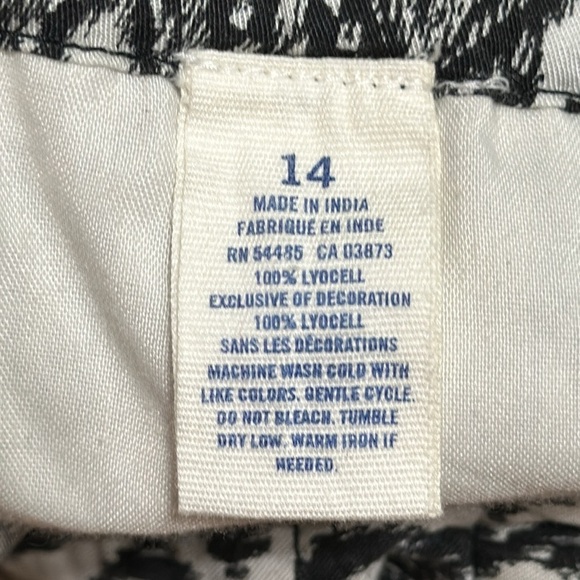 14
MADE IN INDIA
FABRIQUÉ EN INDE
RN 54485 CA 03873
100% LYOCELL
EXCLUSIVE OF DECORATION
100% LYOCELL
SANS LES DÉCORATIONS
MACHINE WASH COLD WITH
LIKE COLORS. GENTLE CYCLE.
DO NOT BLEACH. TUMBLE
DRY LOW. WARM IRON IF
NEEDED.